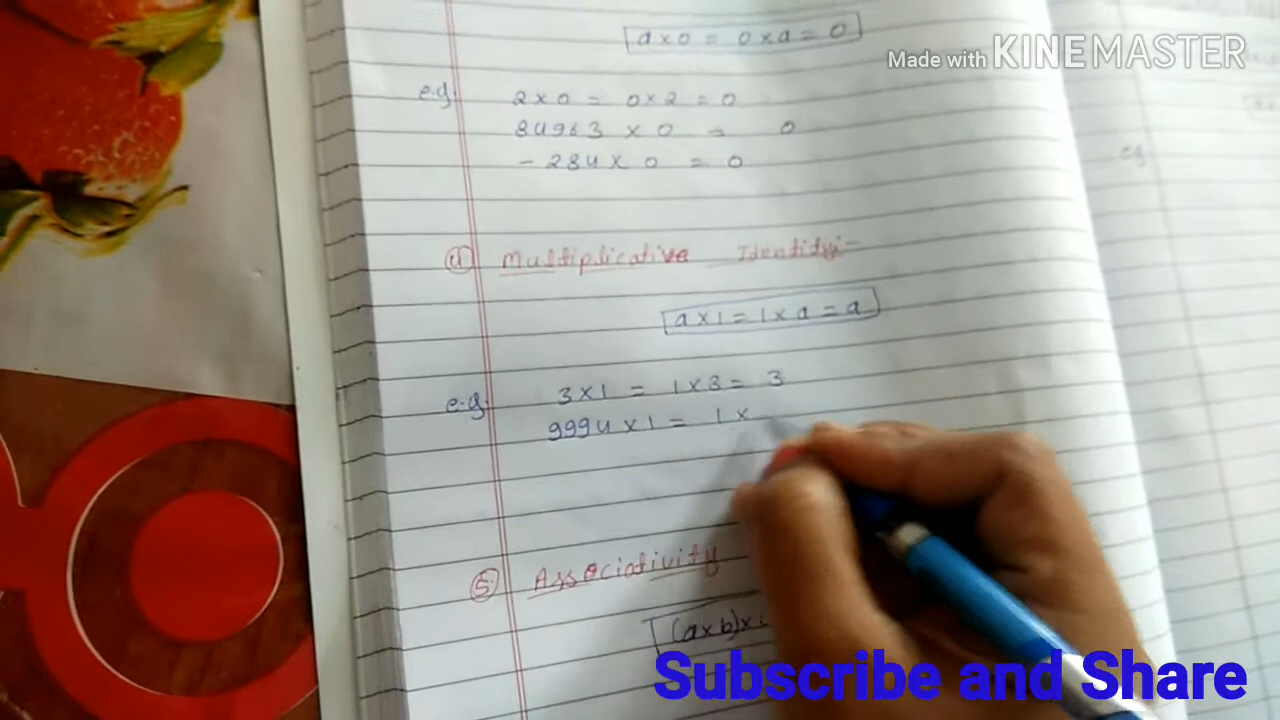 a x 0 = 0 x a = 0
Made with KINEMASTER
e.g. 2 x 0 = 0 x 2 = 0
84963 x 0 = 0
- 284 x 0 = 0
e.g
④ Multiplicative Identity:-
a x 1 = 1 x a = a
e.g. 3 x 1 = 1 x 3 = 3
9994 x 1 = 1 x
⑤ Associativity
(a x b) x
Subscribe and Share